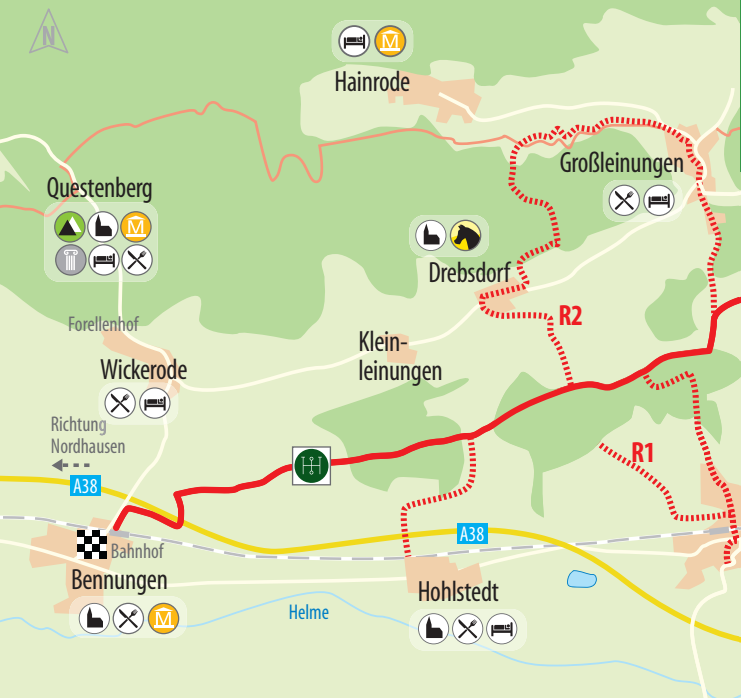 N
Hainrode
Großleinungen
Questenberg
Drebsdorf
Forellenhof
R2
Klein-
leinungen
Wickerode
Richtung
Nordhausen
R1
A38
A38
Bahnhof
Bennungen
Hohlstedt
Helme